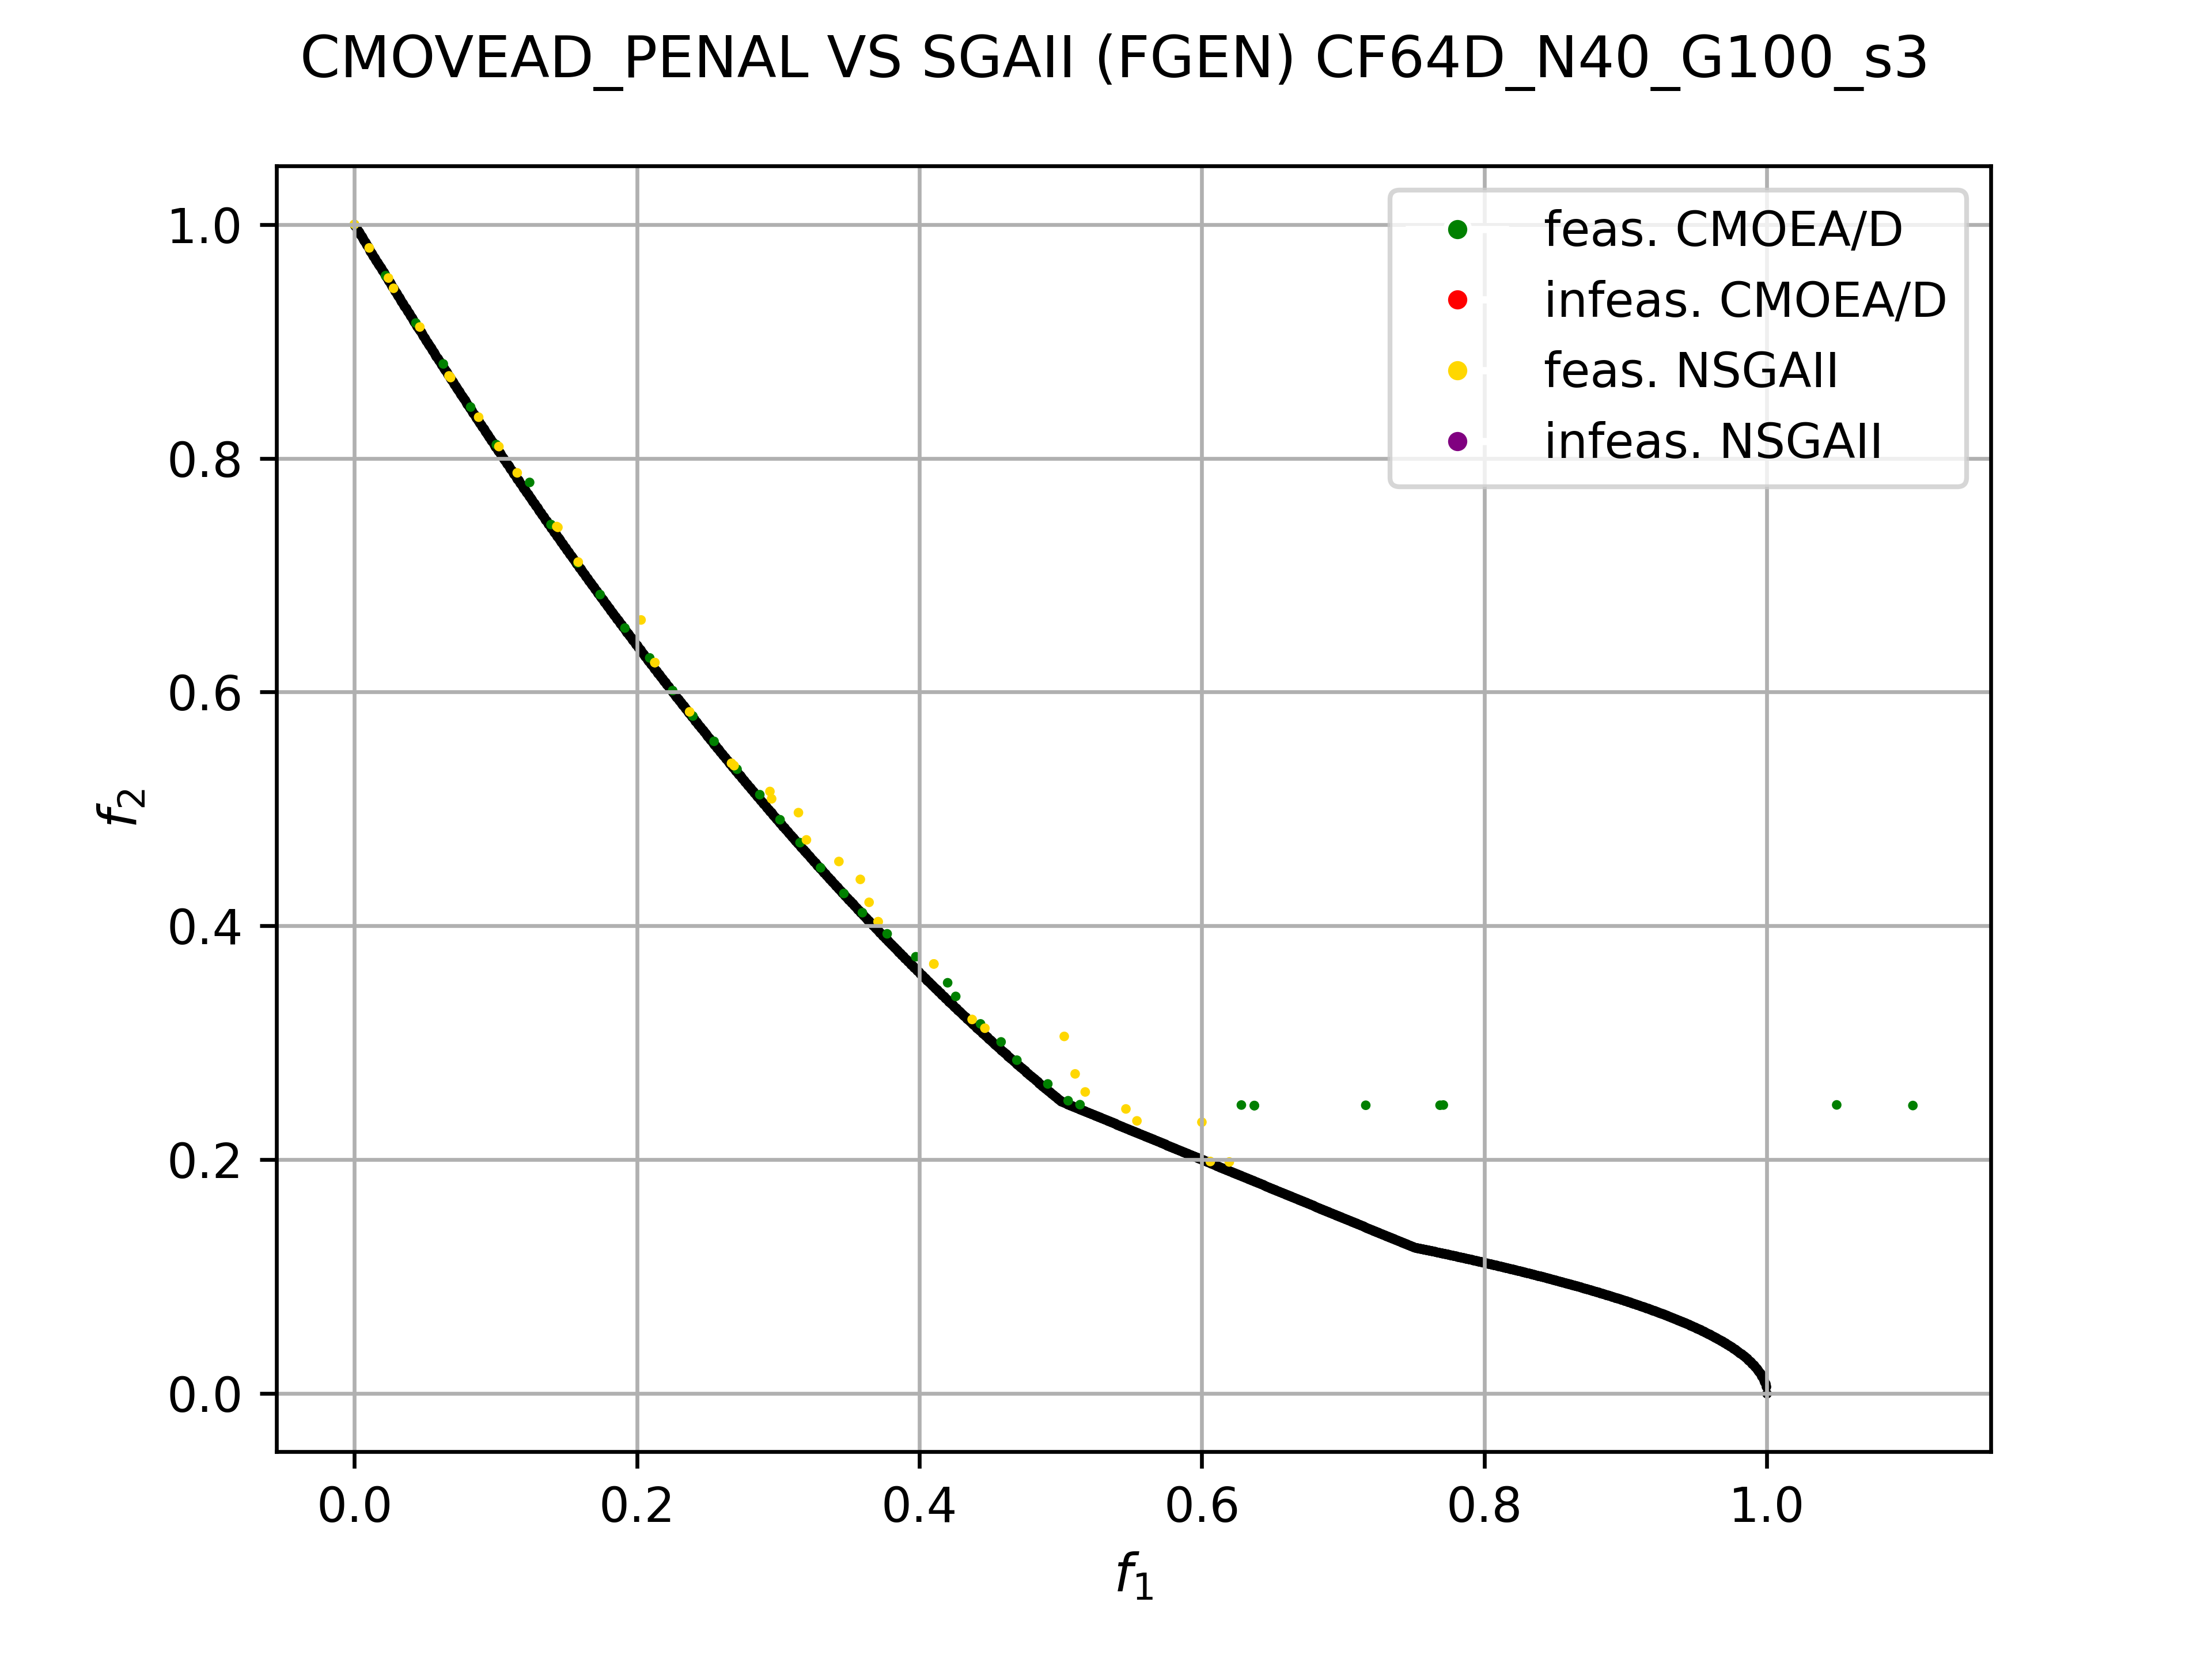 CMOVEAD_PENAL VS SGAII (FGEN) CF64D_N40_G100_s3
feas. CMOEA/D
infeas. CMOEA/D
feas. NSGAII
infeas. NSGAII
1.0
0.8
0.6
0.4
0.2
0.0
f2
0.0 0.2 0.4 0.6 0.8 1.0
f1